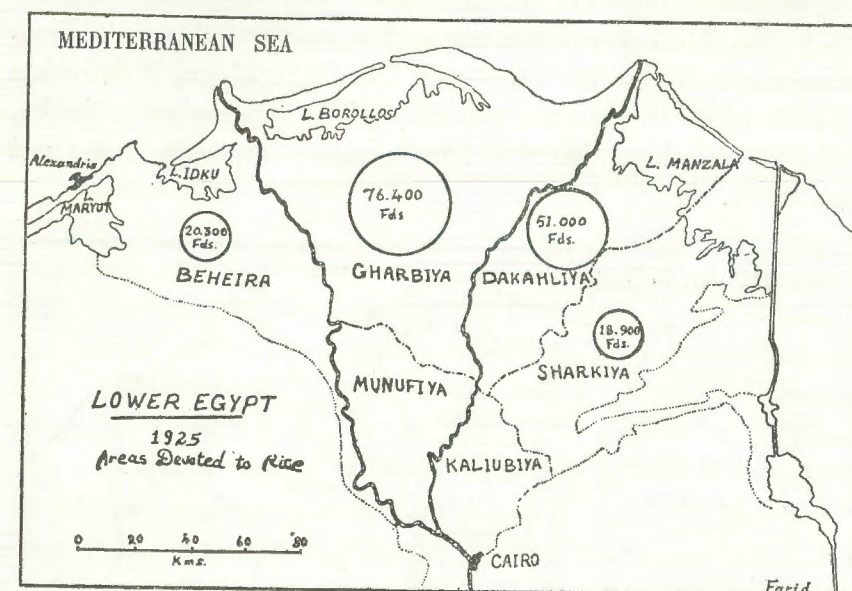 MEDITERRANEAN SEA
L. BOROLLOS
Alexandria
L. IDKU
L. MANZALA
L.
MARYUT
76.400
Fds
20.300
Fds.
51.000
Fds.
BEHEIRA
GHARBIYA
DAKAHLIYA
18.900
Fds.
SHARKIYA
MUNUFIYA
LOWER EGYPT
1925
Areas Devoted to Rice
KALIUBIYA
0 20 40 60 80
Kms.
CAIRO
Farid